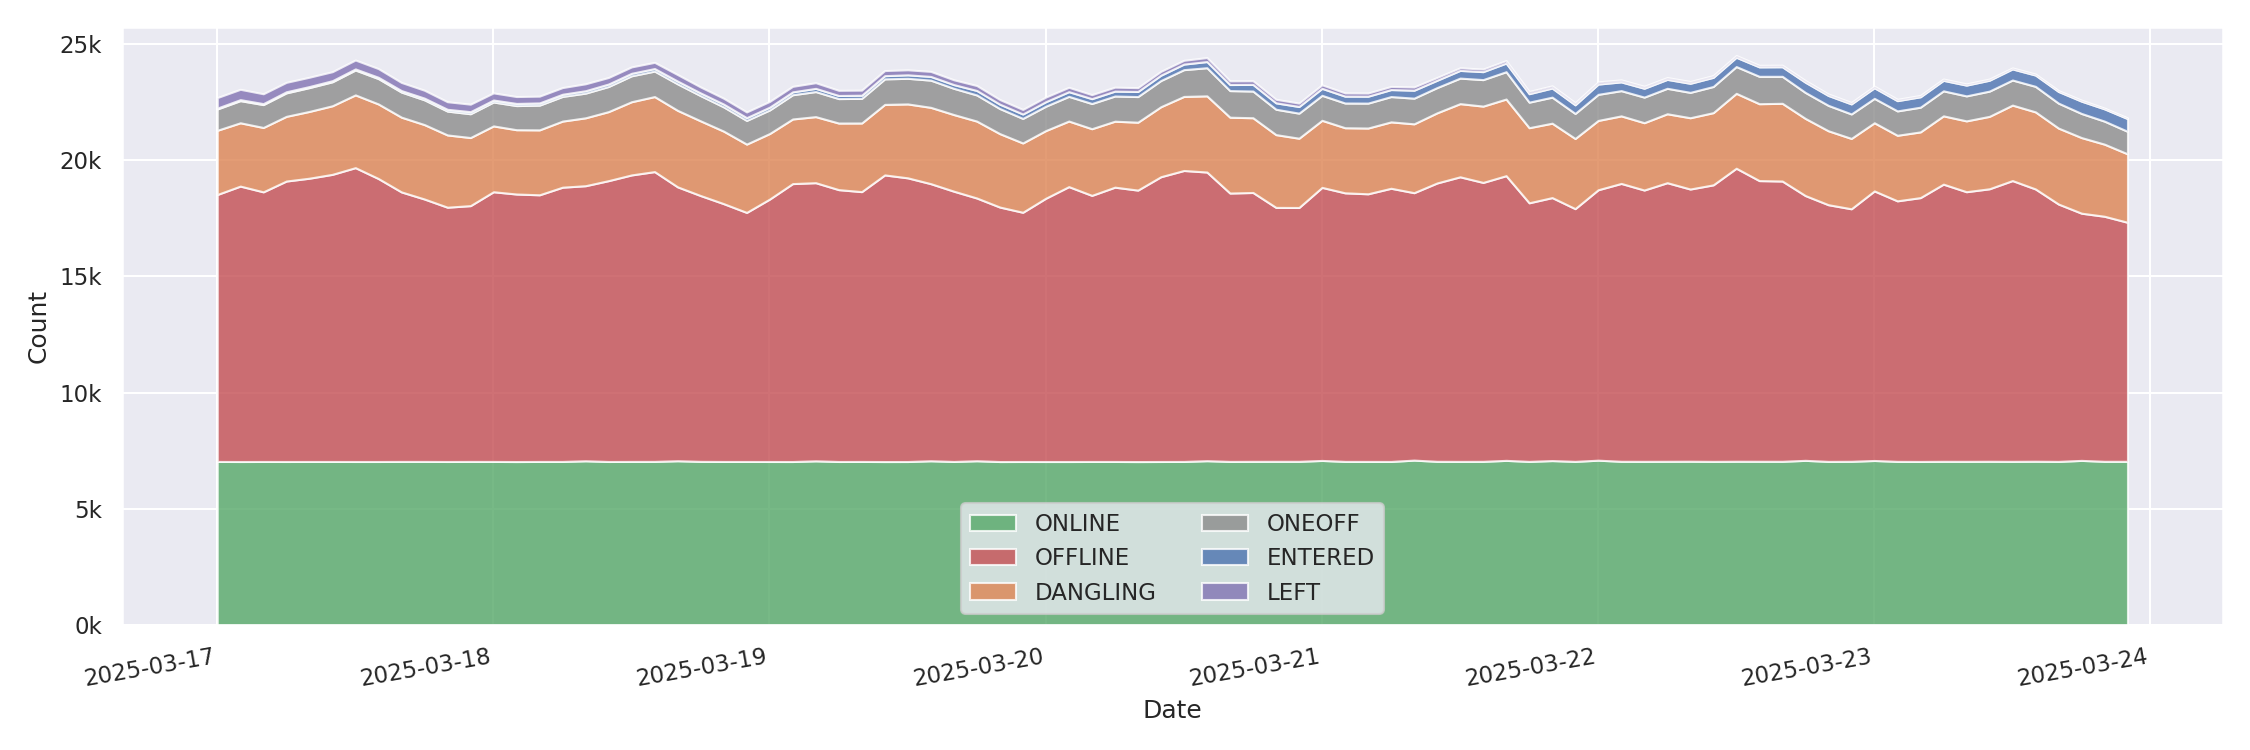 25k
20k
15k
10k
5k
0k
Count
ONLINE
OFFLINE
DANGLING
ONEOFF
ENTERED
LEFT
2025-03-17
2025-03-18
2025-03-19
2025-03-20
2025-03-21
2025-03-22
2025-03-23
2025-03-24
Date